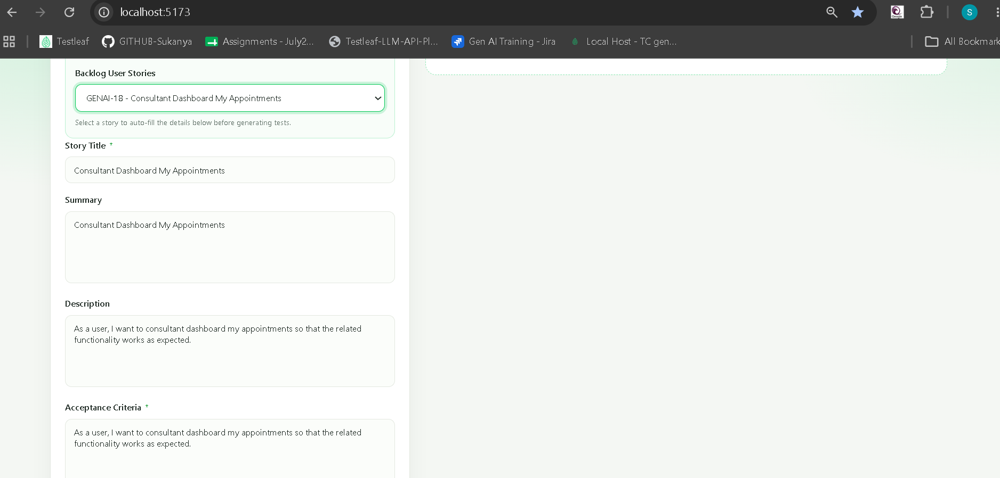 localhost:5173
S
Testleaf
GITHUB-Sukanya
Assignments - July2...
Testleaf-LLM-API-Pl...
Gen AI Training - Jira
Local Host - TC gen...
All Bookmark
Backlog User Stories
GENAI-18 - Consultant Dashboard My Appointments
Select a story to auto-fill the details below before generating tests.
Story Title *
Consultant Dashboard My Appointments
Summary
Consultant Dashboard My Appointments
Description
As a user, I want to consultant dashboard my appointments so that the related
functionality works as expected.
Acceptance Criteria *
As a user, I want to consultant dashboard my appointments so that the related
functionality works as expected.